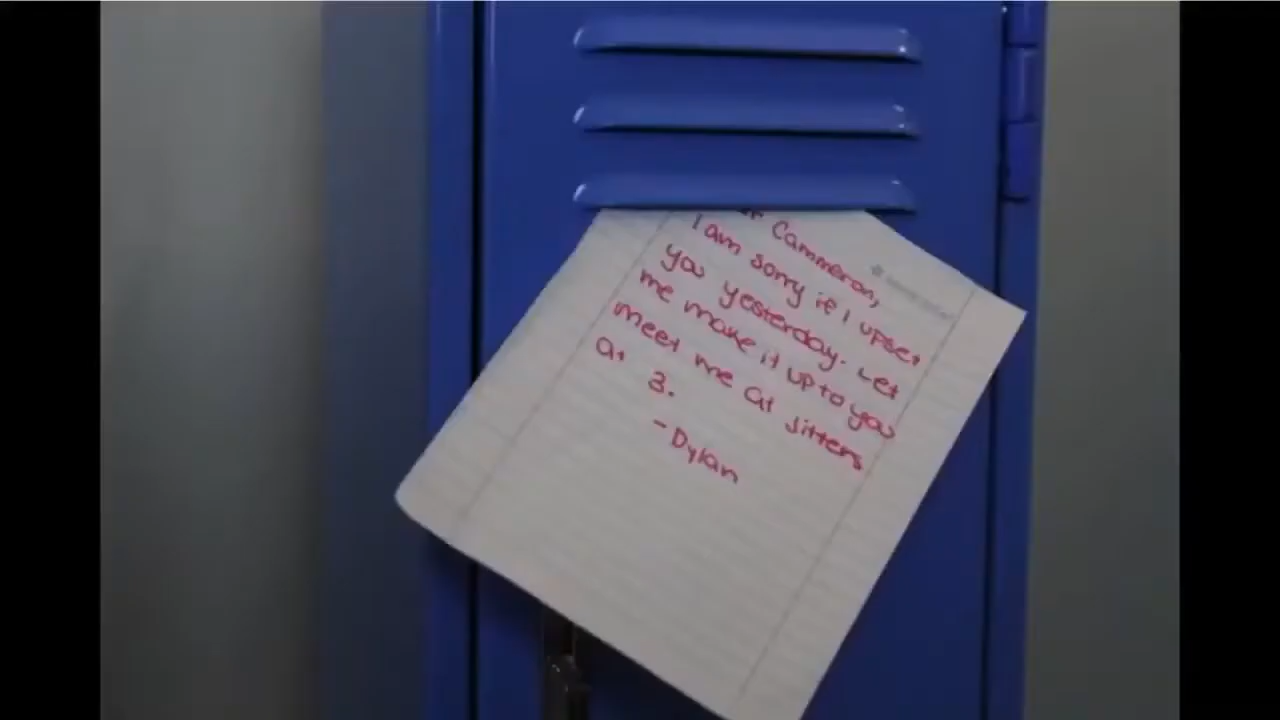 Cammeron,
I am sorry if I upset
you yesterday. Let
me make it up to you
meet me at Jitters
at 3.
-Dylan